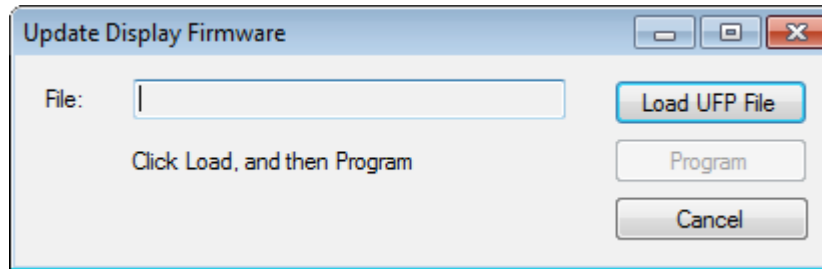 Update Display Firmware
File:
Load UFP File
Click Load, and then Program
Program
Cancel